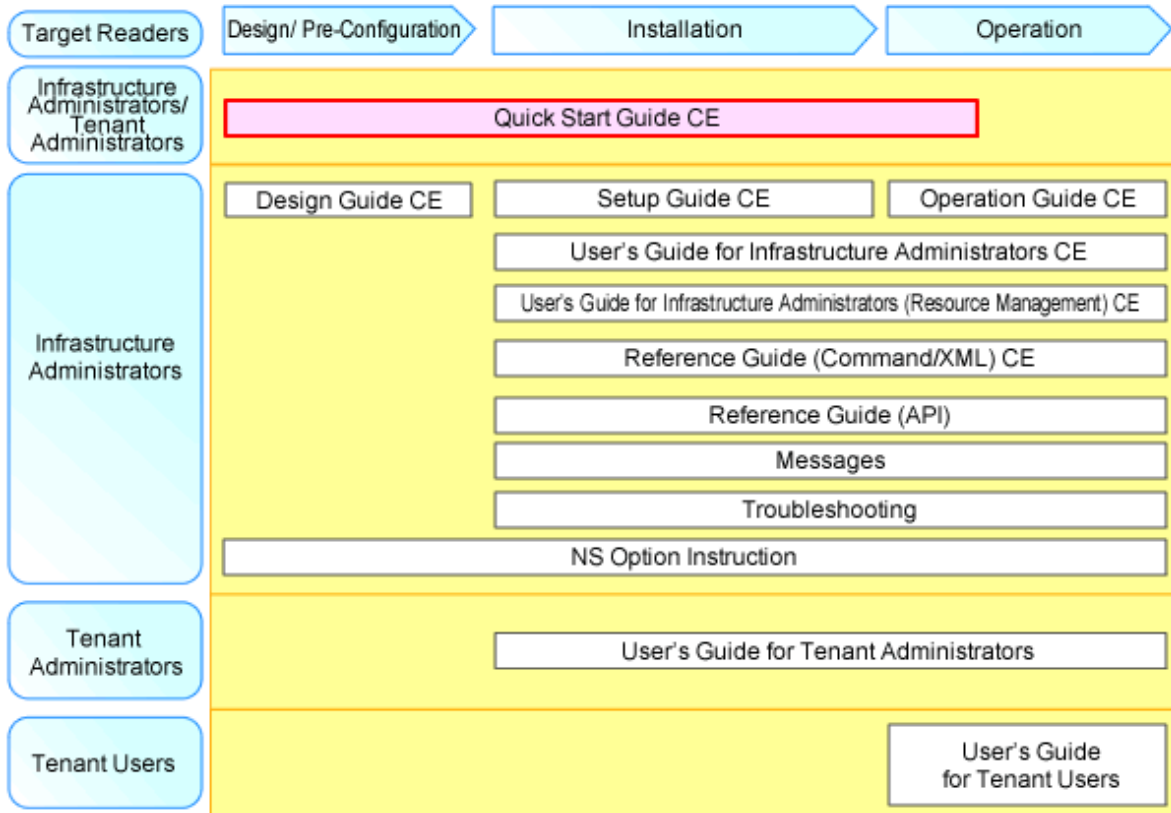 Target Readers
Design/ Pre-Configuration
Installation
Operation
Infrastructure
Administrators/
Tenant
Administrators
Quick Start Guide CE
Infrastructure
Administrators
Design Guide CE
Setup Guide CE
Operation Guide CE
User's Guide for Infrastructure Administrators CE
User's Guide for Infrastructure Administrators (Resource Management) CE
Reference Guide (Command/XML) CE
Reference Guide (API)
Messages
Troubleshooting
NS Option Instruction
Tenant
Administrators
User's Guide for Tenant Administrators
Tenant Users
User's Guide
for Tenant Users